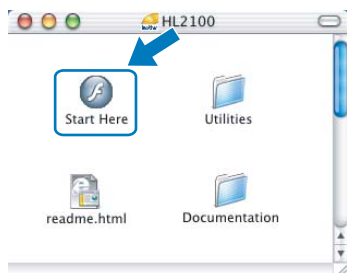 HL2100
Start Here
Utilities
readme.html
Documentation